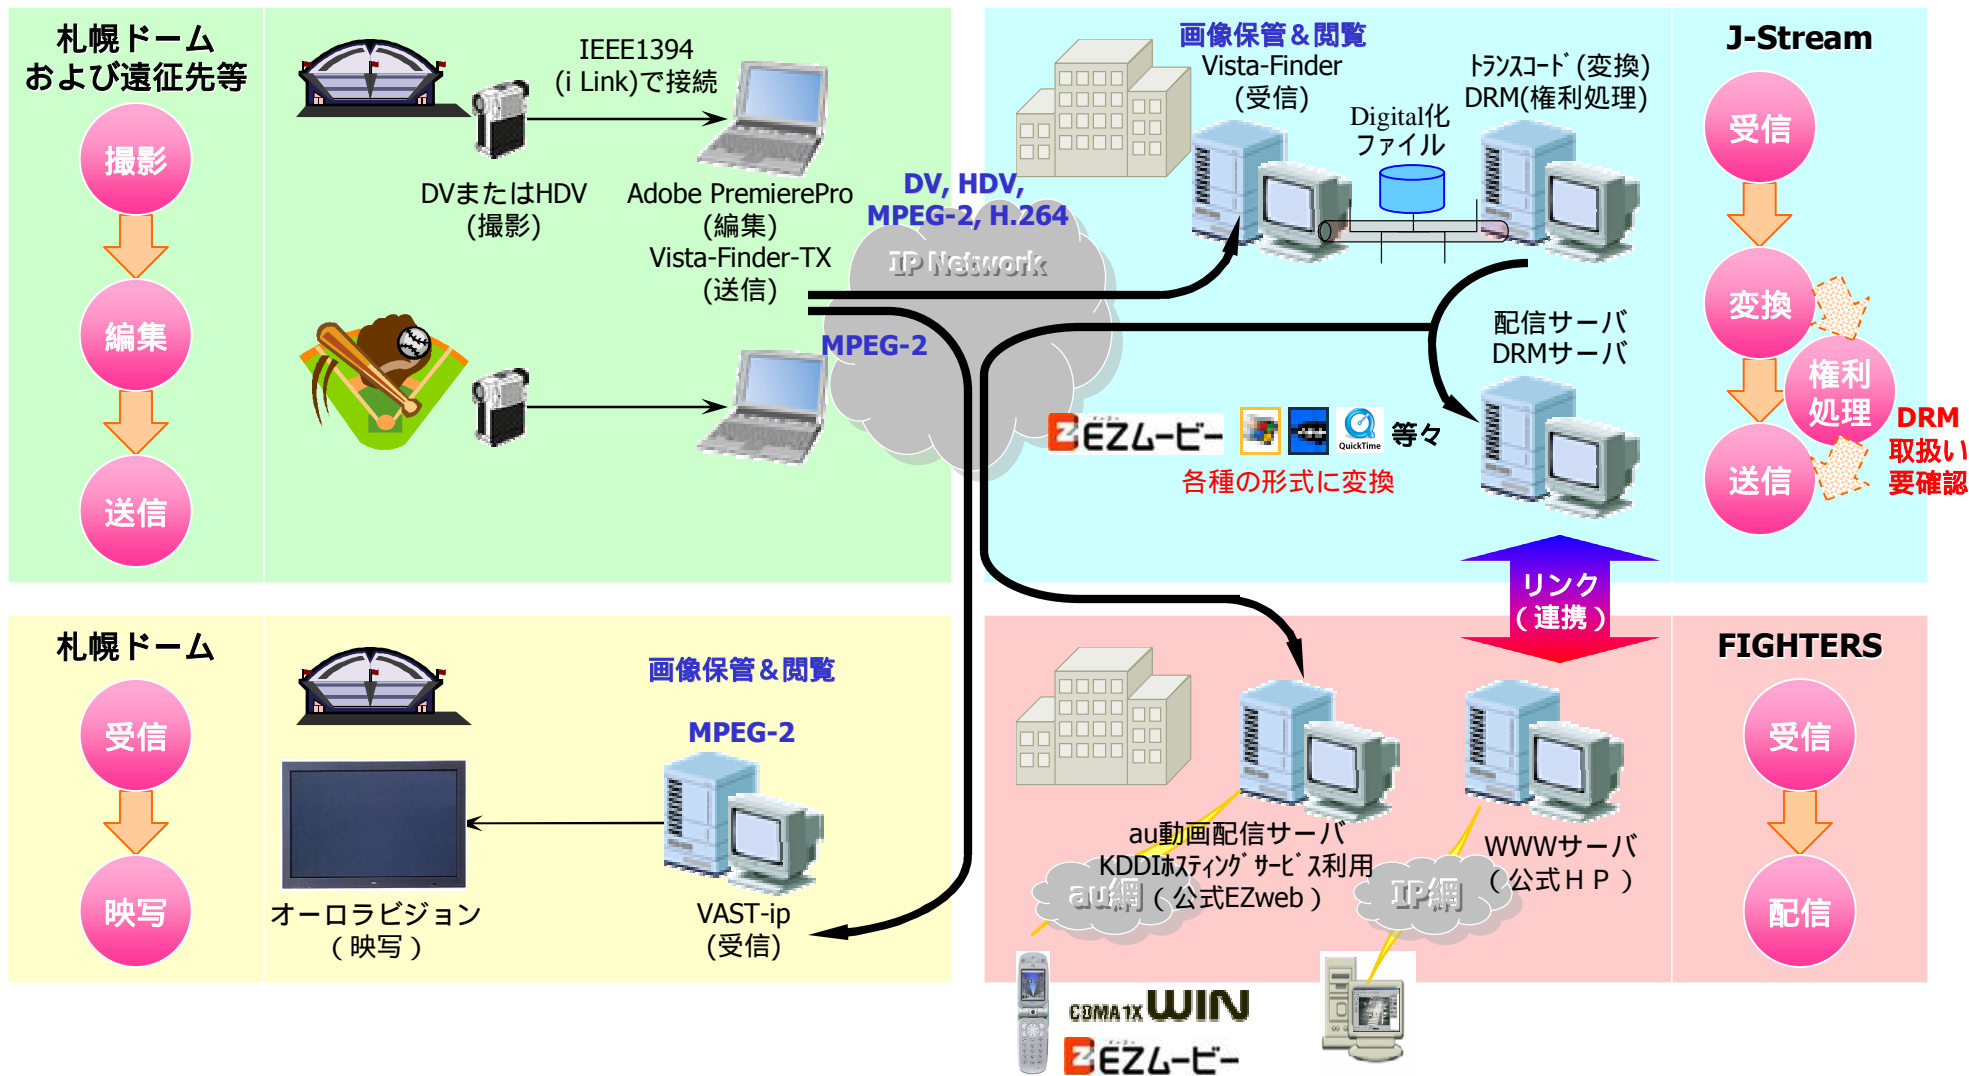 札幌ドーム
および遠征先等
撮影
編集
送信
IEEE1394
(i Link)で接続
DVまたはHDV
(撮影)
Adobe PremierePro
(編集)
Vista-Finder-TX
(送信)
DV, HDV,
MPEG-2, H.264
IP Network
MPEG-2
画像保管＆閲覧
Vista-Finder
(受信)
Digital化
ファイル
ﾄﾗﾝｽｺｰﾄﾞ(変換)
DRM(権利処理)
配信サーバ
DRMサーバ
EZムービー
QuickTime
等々
各種の形式に変換
J-Stream
受信
変換
権利
処理
送信
DRM
取扱い
要確認
リンク
（連携）
札幌ドーム
受信
映写
オーロラビジョン
（映写）
画像保管＆閲覧
MPEG-2
VAST-ip
(受信)
au動画配信サーバ
KDDIﾎｽﾃｨﾝｸﾞｻｰﾋﾞｽ利用
（公式EZweb）
au網
WWWサーバ
（公式ＨＰ）
IP網
FIGHTERS
受信
配信
CDMA 1X WIN
EZムービー